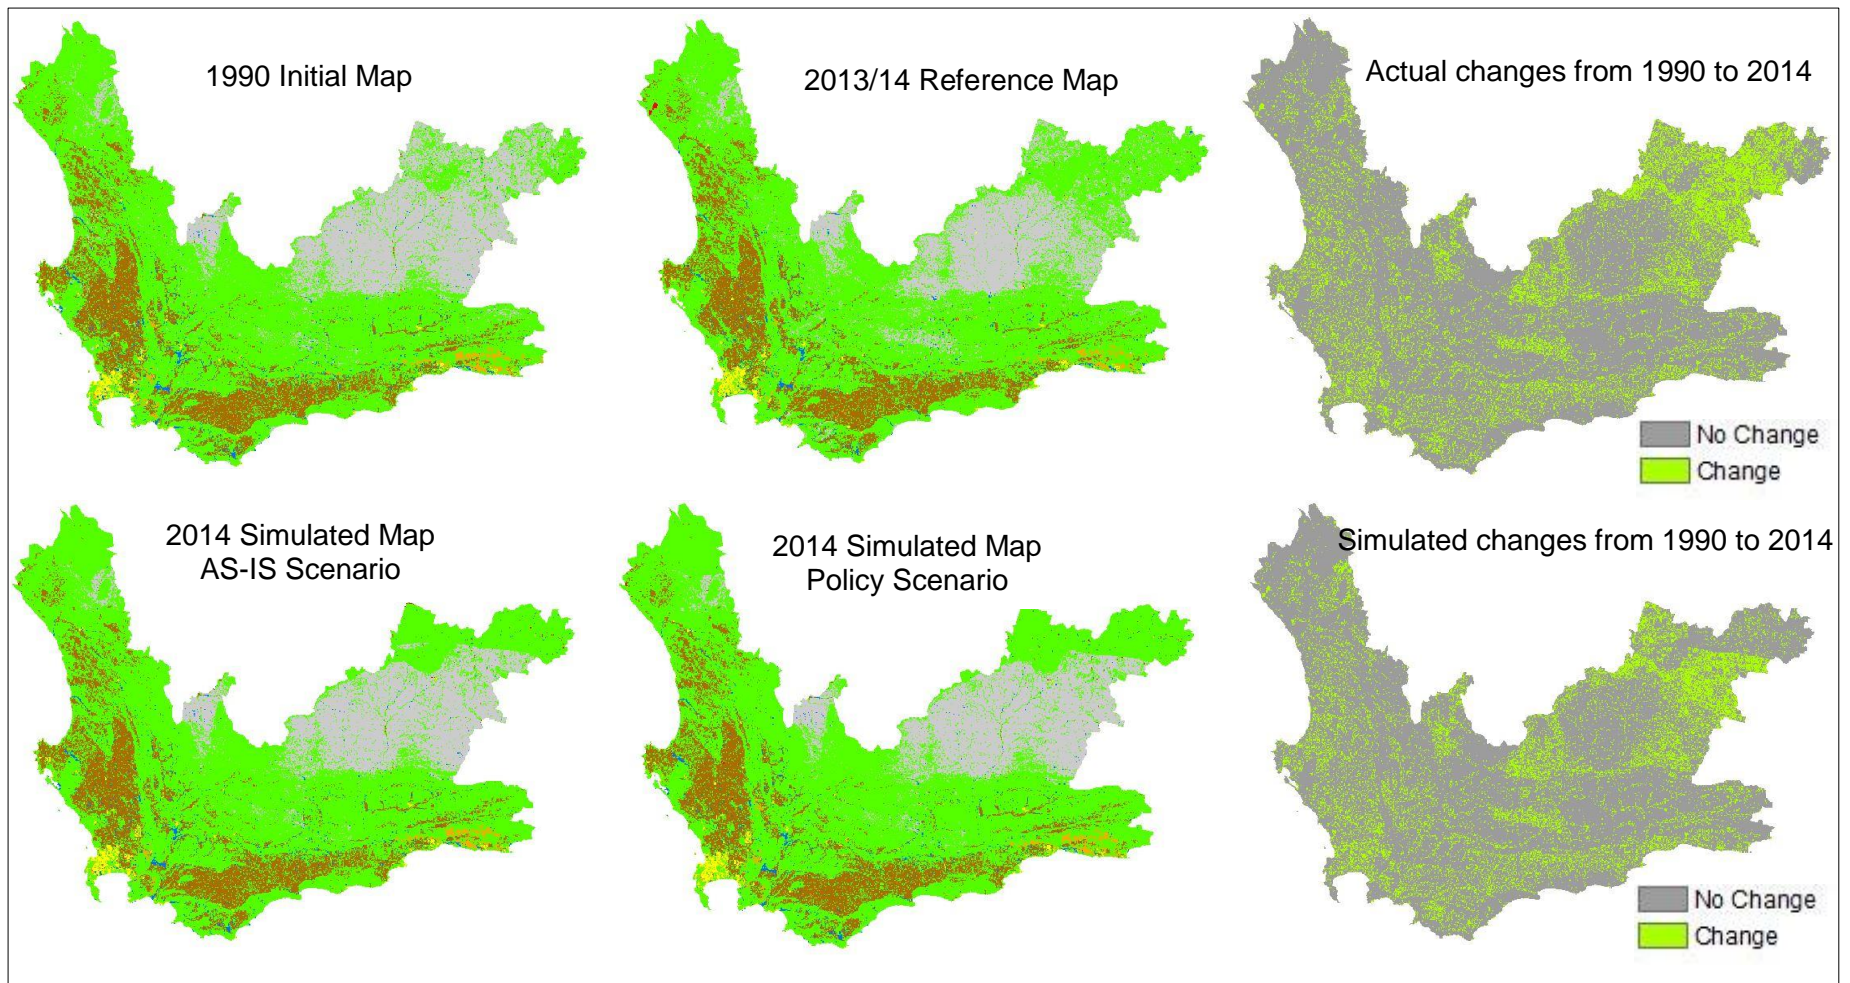 1990 Initial Map
2013/14 Reference Map
Actual changes from 1990 to 2014
No Change
Change
2014 Simulated Map
AS-IS Scenario
2014 Simulated Map
Policy Scenario
Simulated changes from 1990 to 2014
No Change
Change